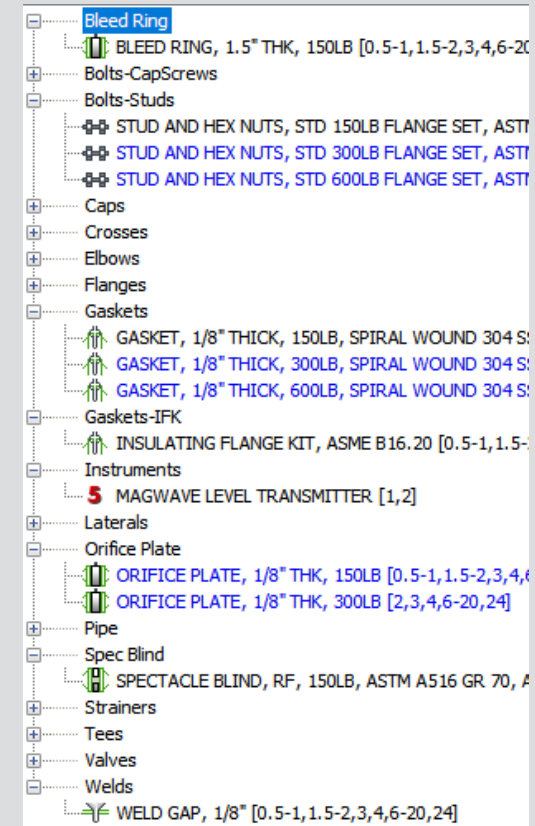 Bleed Ring
BLEED RING, 1.5" THK, 150LB [0.5-1,1.5-2,3,4,6-20
Bolts-CapScrews
Bolts-Studs
STUD AND HEX NUTS, STD 150LB FLANGE SET, ASTM
STUD AND HEX NUTS, STD 300LB FLANGE SET, ASTM
STUD AND HEX NUTS, STD 600LB FLANGE SET, ASTM
Caps
Crosses
Elbows
Flanges
Gaskets
GASKET, 1/8" THICK, 150LB, SPIRAL WOUND 304 SS
GASKET, 1/8" THICK, 300LB, SPIRAL WOUND 304 SS
GASKET, 1/8" THICK, 600LB, SPIRAL WOUND 304 SS
Gaskets-IFK
INSULATING FLANGE KIT, ASME B16.20 [0.5-1,1.5-
Instruments
5 MAGWAVE LEVEL TRANSMITTER [1,2]
Laterals
Orifice Plate
ORIFICE PLATE, 1/8" THK, 150LB [0.5-1,1.5-2,3,4,6
ORIFICE PLATE, 1/8" THK, 300LB [2,3,4,6-20,24]
Pipe
Spec Blind
SPECTACLE BLIND, RF, 150LB, ASTM A516 GR 70, A
Strainers
Tees
Valves
Welds
WELD GAP, 1/8" [0.5-1,1.5-2,3,4,6-20,24]